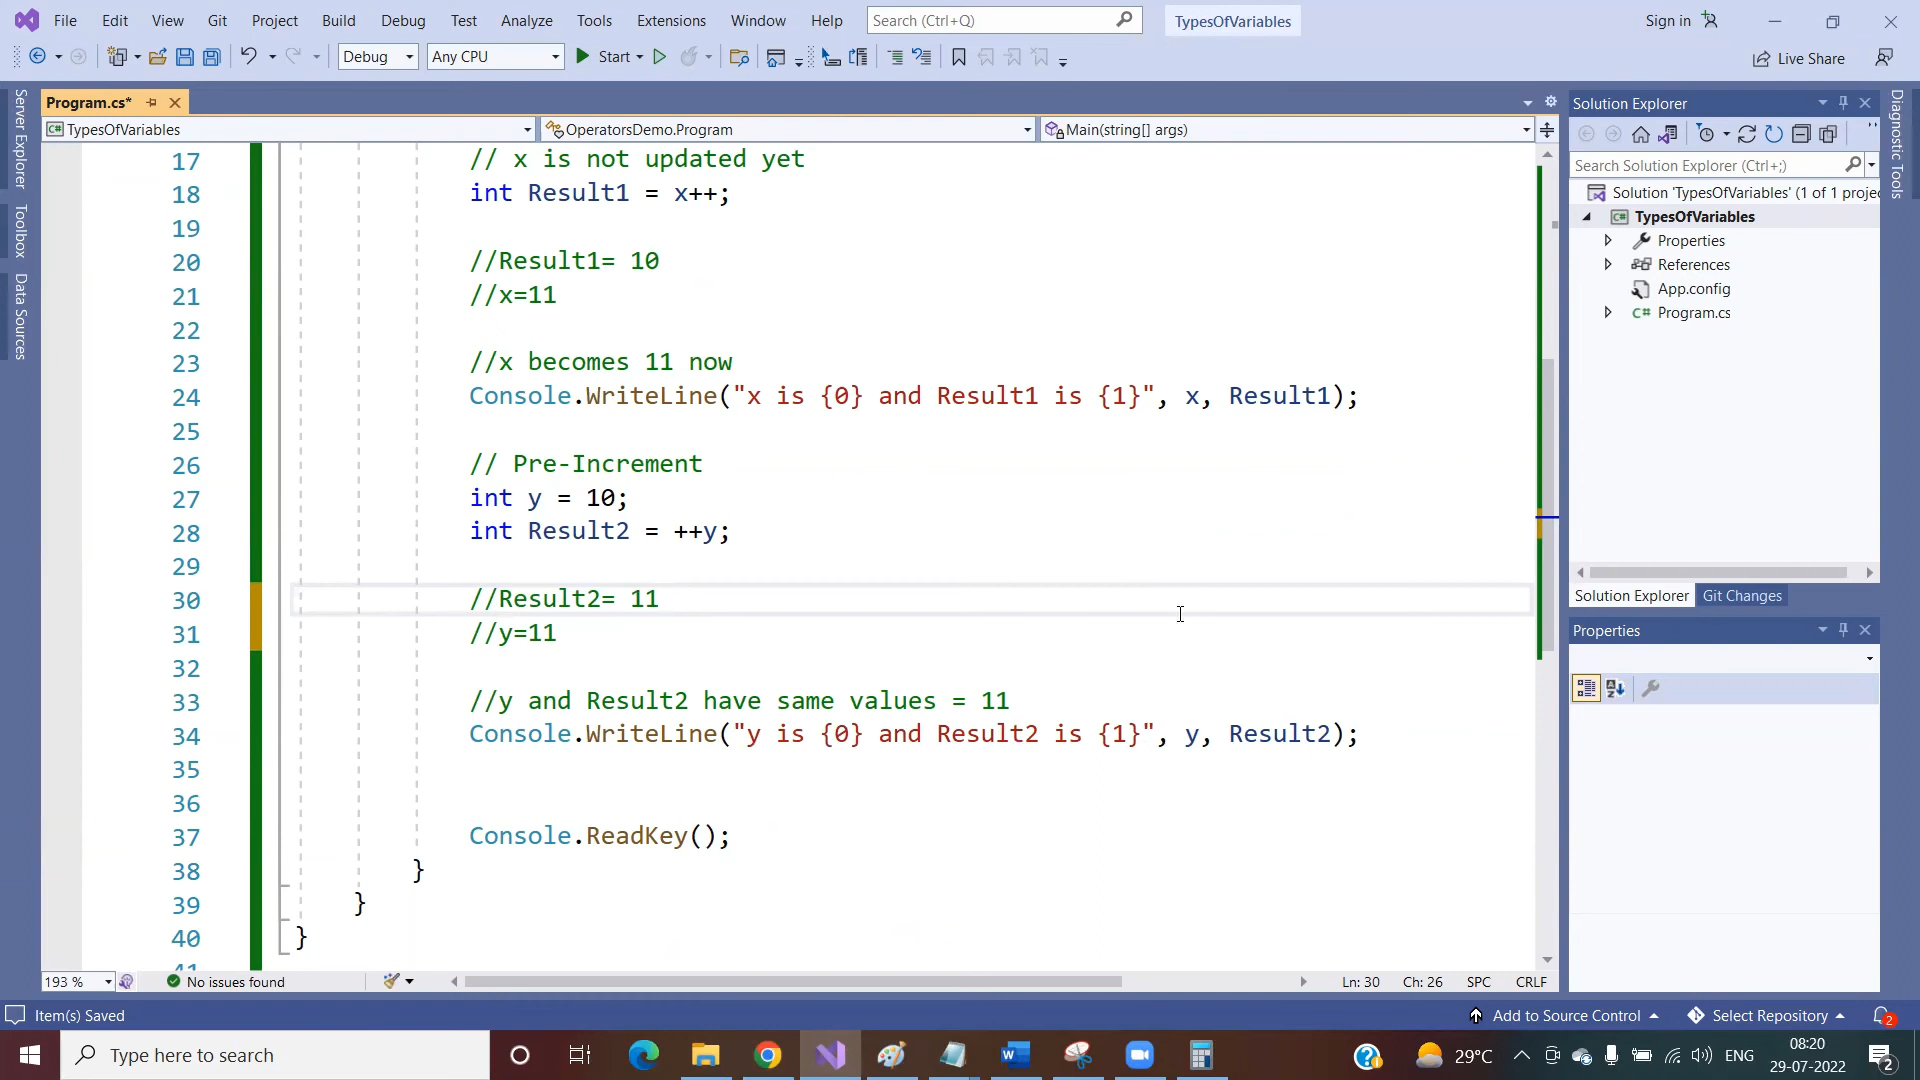 File Edit View Git Project Build Debug Test Analyze Tools Extensions Window Help Search (Ctrl+Q) TypesOfVariables Sign in
Debug Any CPU Start Live Share
Server Explorer
Toolbox
Data Sources
Program.cs*
TypesOfVariables OperatorsDemo.Program Main(string[] args)
17 // x is not updated yet
18 int Result1 = x++;
19
20 //Result1= 10
21 //x=11
22
23 //x becomes 11 now
24 Console.WriteLine("x is {0} and Result1 is {1}", x, Result1);
25
26 // Pre-Increment
27 int y = 10;
28 int Result2 = ++y;
29
30 //Result2= 11
31 //y=11
32
33 //y and Result2 have same values = 11
34 Console.WriteLine("y is {0} and Result2 is {1}", y, Result2);
35
36
37 Console.ReadKey();
38 }
39 }
40 }
41
193 % No issues found Ln: 30 Ch: 26 SPC CRLF
Solution Explorer
Search Solution Explorer (Ctrl+;)
Solution 'TypesOfVariables' (1 of 1 projec
TypesOfVariables
Properties
References
App.config
Program.cs
Solution Explorer Git Changes
Properties
Diagnostic Tools
Item(s) Saved Add to Source Control Select Repository 2
Type here to search 29°C ENG 08:20
29-07-2022 2